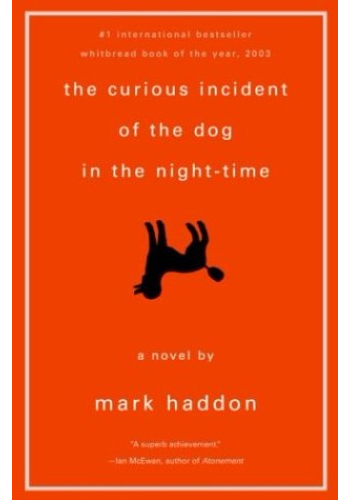 #1 international bestseller
whitbread book of the year, 2003
the curious incident
of the dog
in the night-time
a novel by
mark haddon
"A superb achievement."
—Ian McEwan, author of Atonement